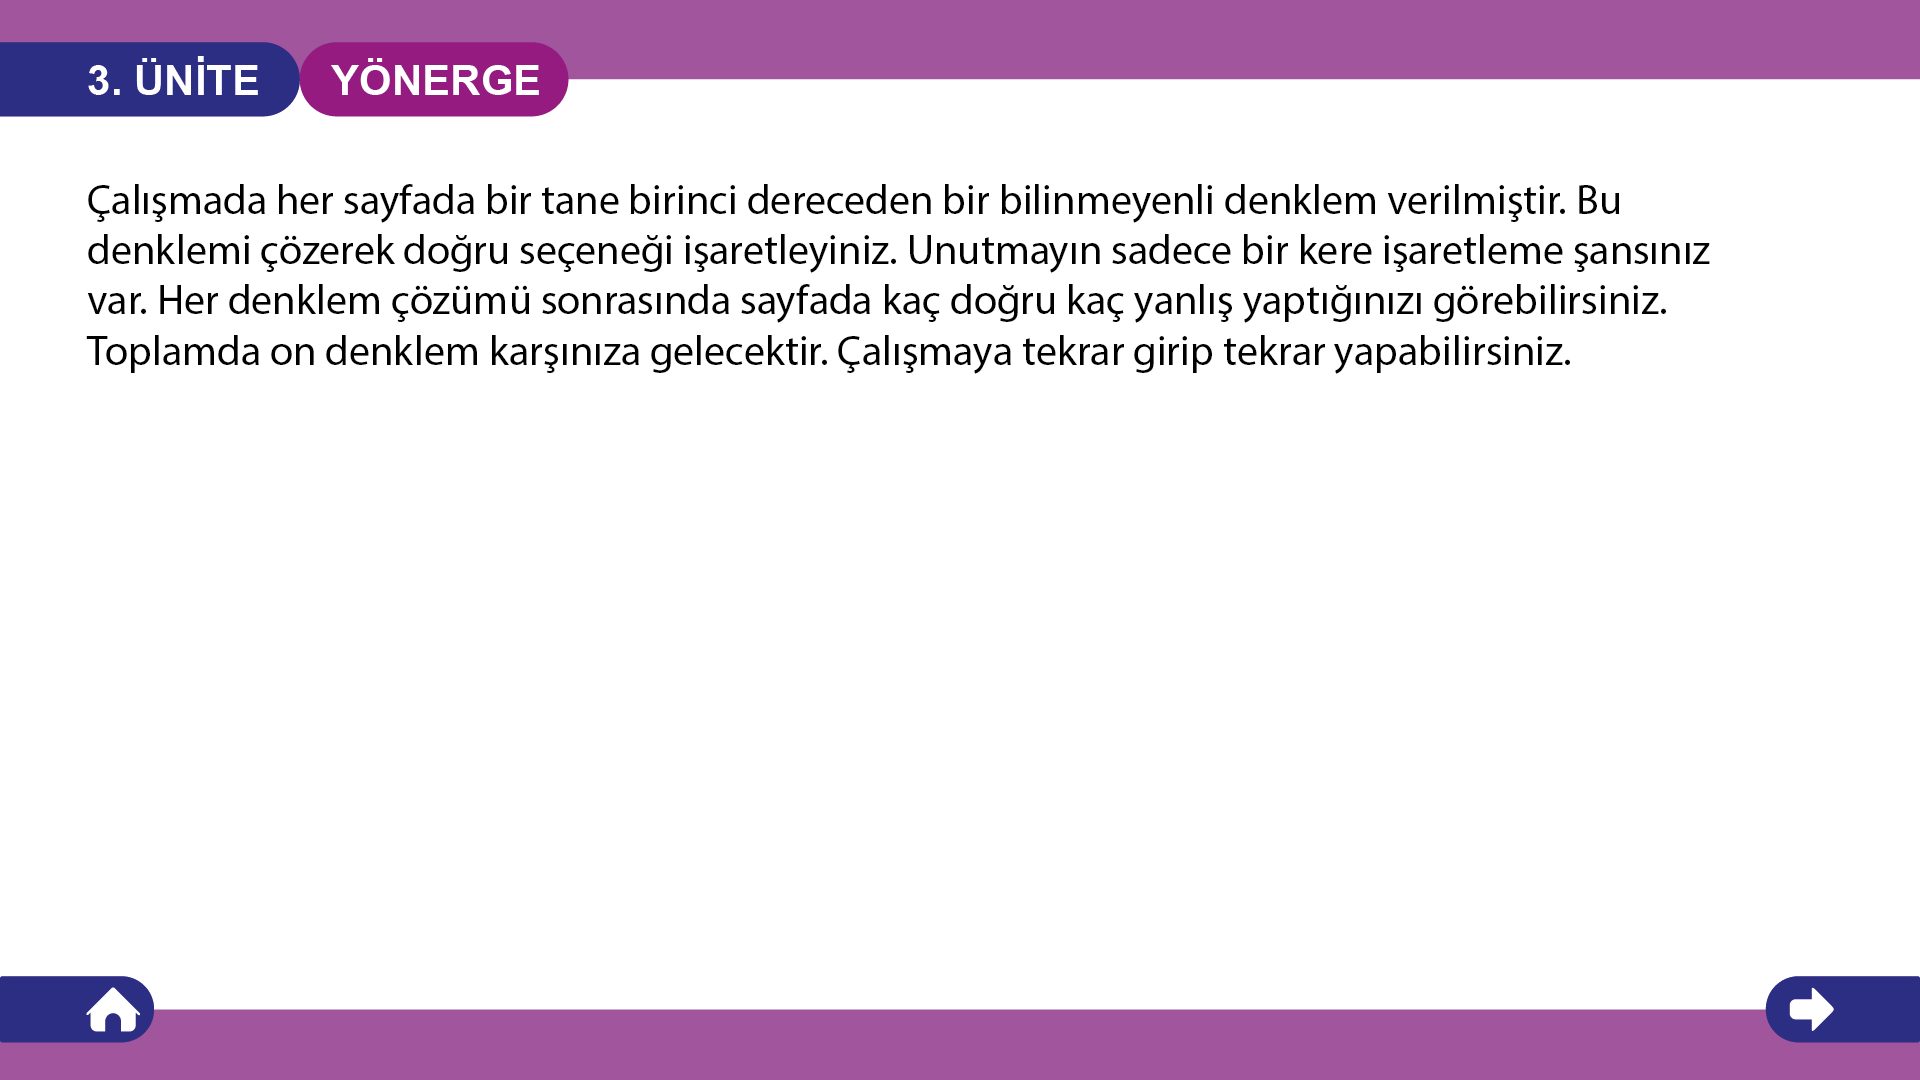 3. ÜNİTE YÖNERGE
Çalışmada her sayfada bir tane birinci dereceden bir bilinmeyenli denklem verilmiştir. Bu
denklemi çözerek doğru seçeneği işaretleyiniz. Unutmayın sadece bir kere işaretleme şansınız
var. Her denklem çözümü sonrasında sayfada kaç doğru kaç yanlış yaptığınızı görebilirsiniz.
Toplamda on denklem karşınıza gelecektir. Çalışmaya tekrar girip tekrar yapabilirsiniz.